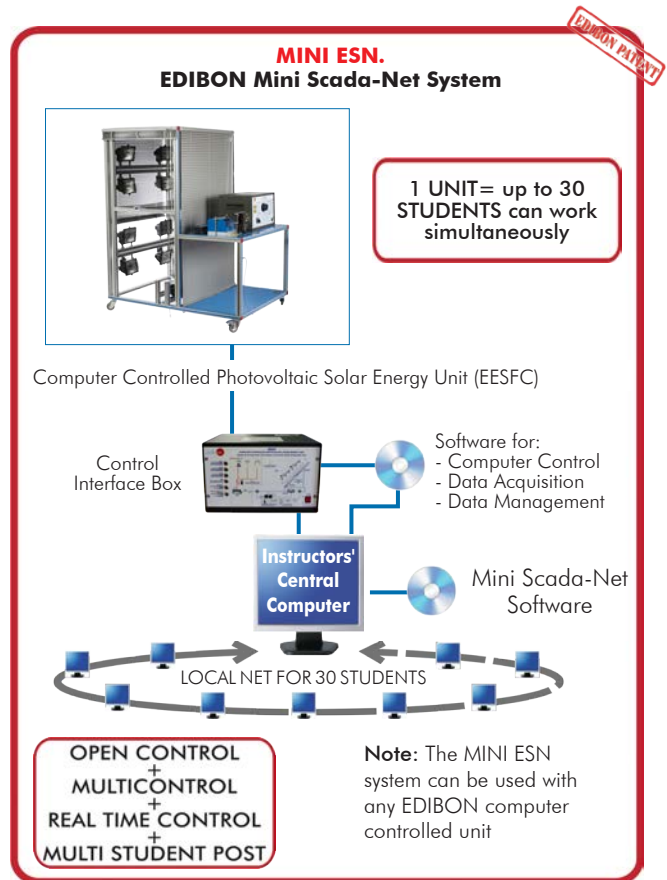 EDIBON PATENT
MINI ESN.
EDIBON Mini Scada-Net System
1 UNIT= up to 30
STUDENTS can work
simultaneously
Computer Controlled Photovoltaic Solar Energy Unit (EESFC)
Control
Interface Box
Software for:
- Computer Control
- Data Acquisition
- Data Management
Instructors'
Central
Computer
Mini Scada-Net
Software
LOCAL NET FOR 30 STUDENTS
OPEN CONTROL
+
MULTICONTROL
+
REAL TIME CONTROL
+
MULTI STUDENT POST
Note: The MINI ESN
system can be used with
any EDIBON computer
controlled unit